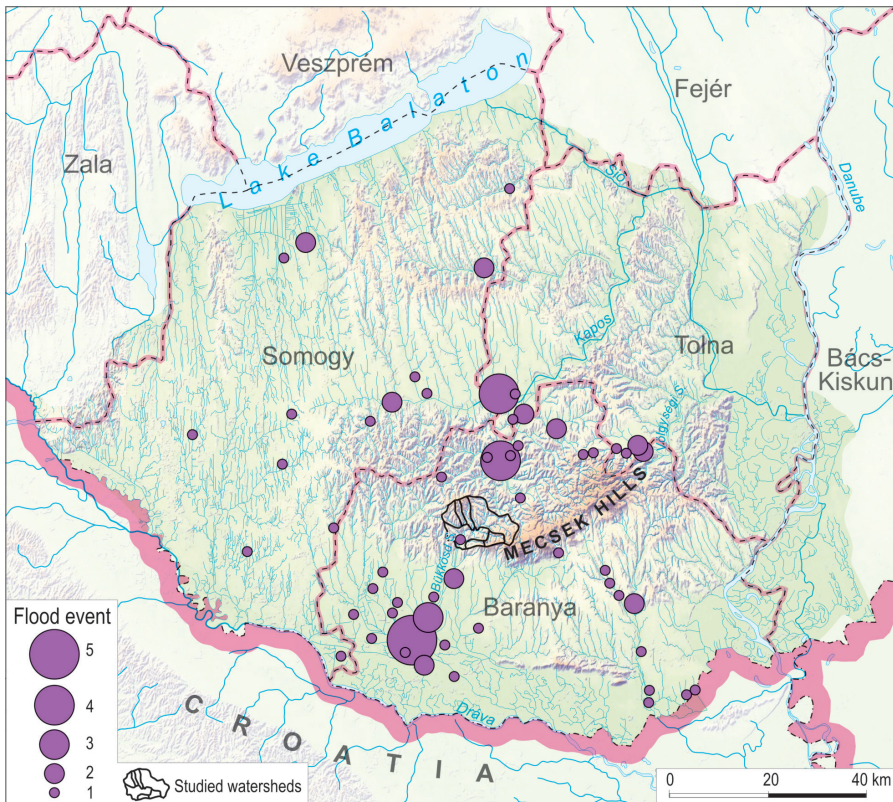 Veszprém
Fejér
Zala
Lake Balaton
Sió
Danube
Kapos
Somogy
Tolna
Bács-
Kiskun
Völgységi S.
MECSEK HILLS
Bükkösd S.
Baranya
Dráva
CROATIA
Flood event
5
4
3
2
1
Studied watersheds
0 20 40 km